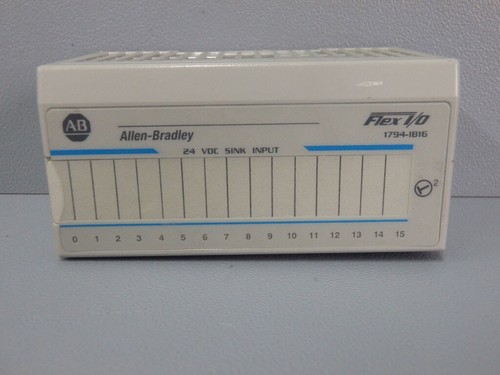 AB
Allen-Bradley
Flex I/O
1794-IB16
24 VDC SINK INPUT
2
0 1 2 3 4 5 6 7 8 9 10 11 12 13 14 15